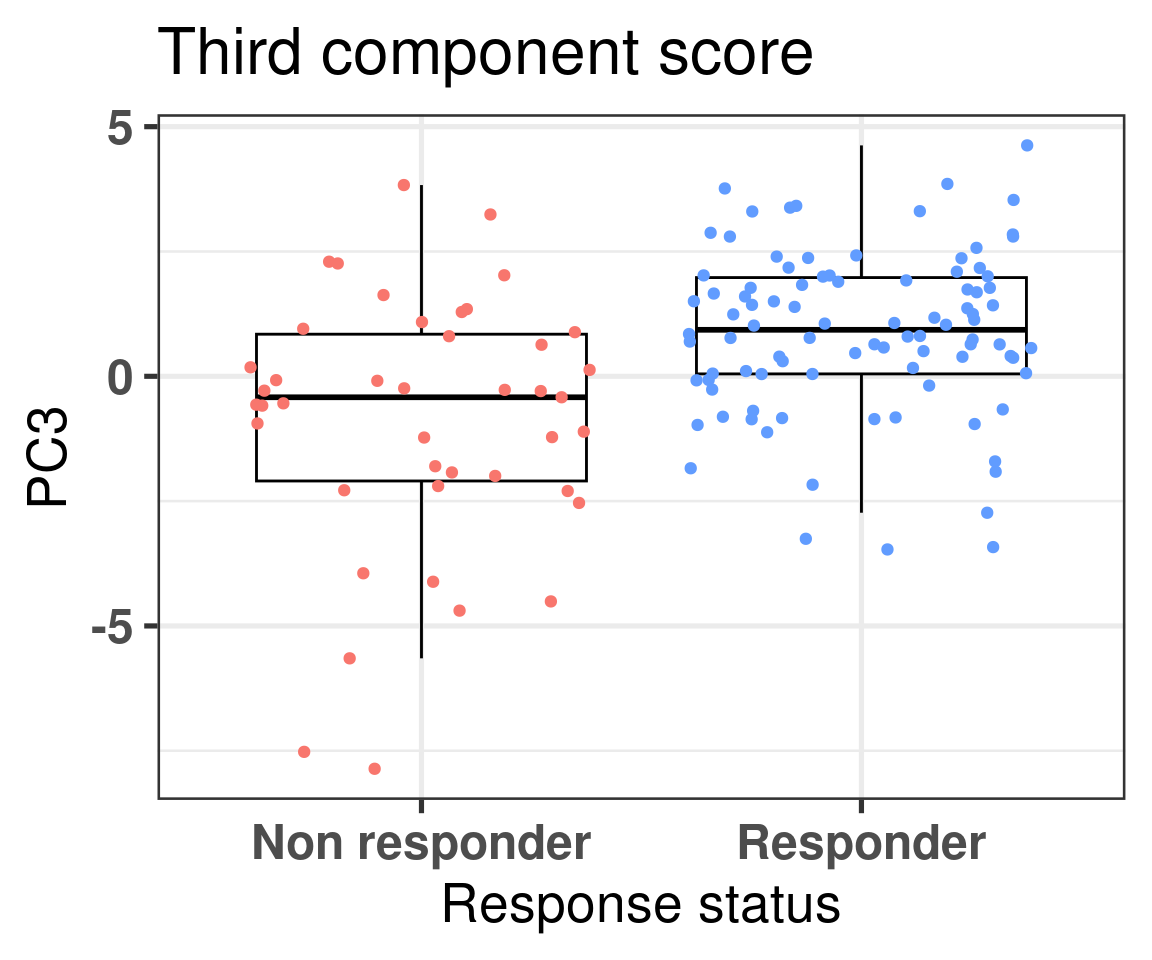 Third component score
5
0
-5
PC3
Non responder
Responder
Response status